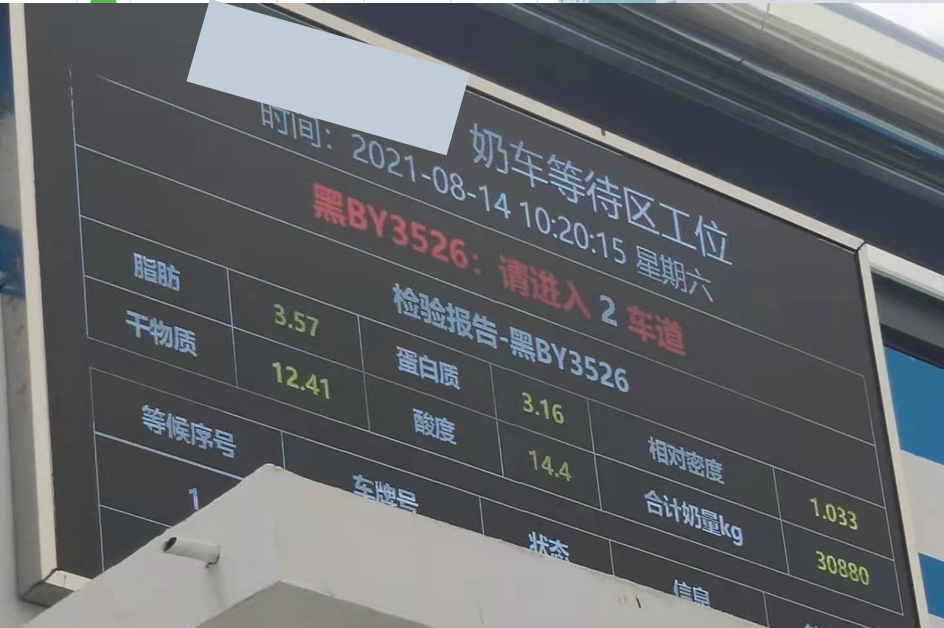 奶车等待区工位
时间：2021-08-14 10:20:15 星期六
黑BY3526：请进入 2 车道
检验报告-黑BY3526
脂肪 3.57 蛋白质 3.16 相对密度 1.033
干物质 12.41 酸度 14.4 合计奶量kg 30880
等候序号 车牌号 状态 信息
1